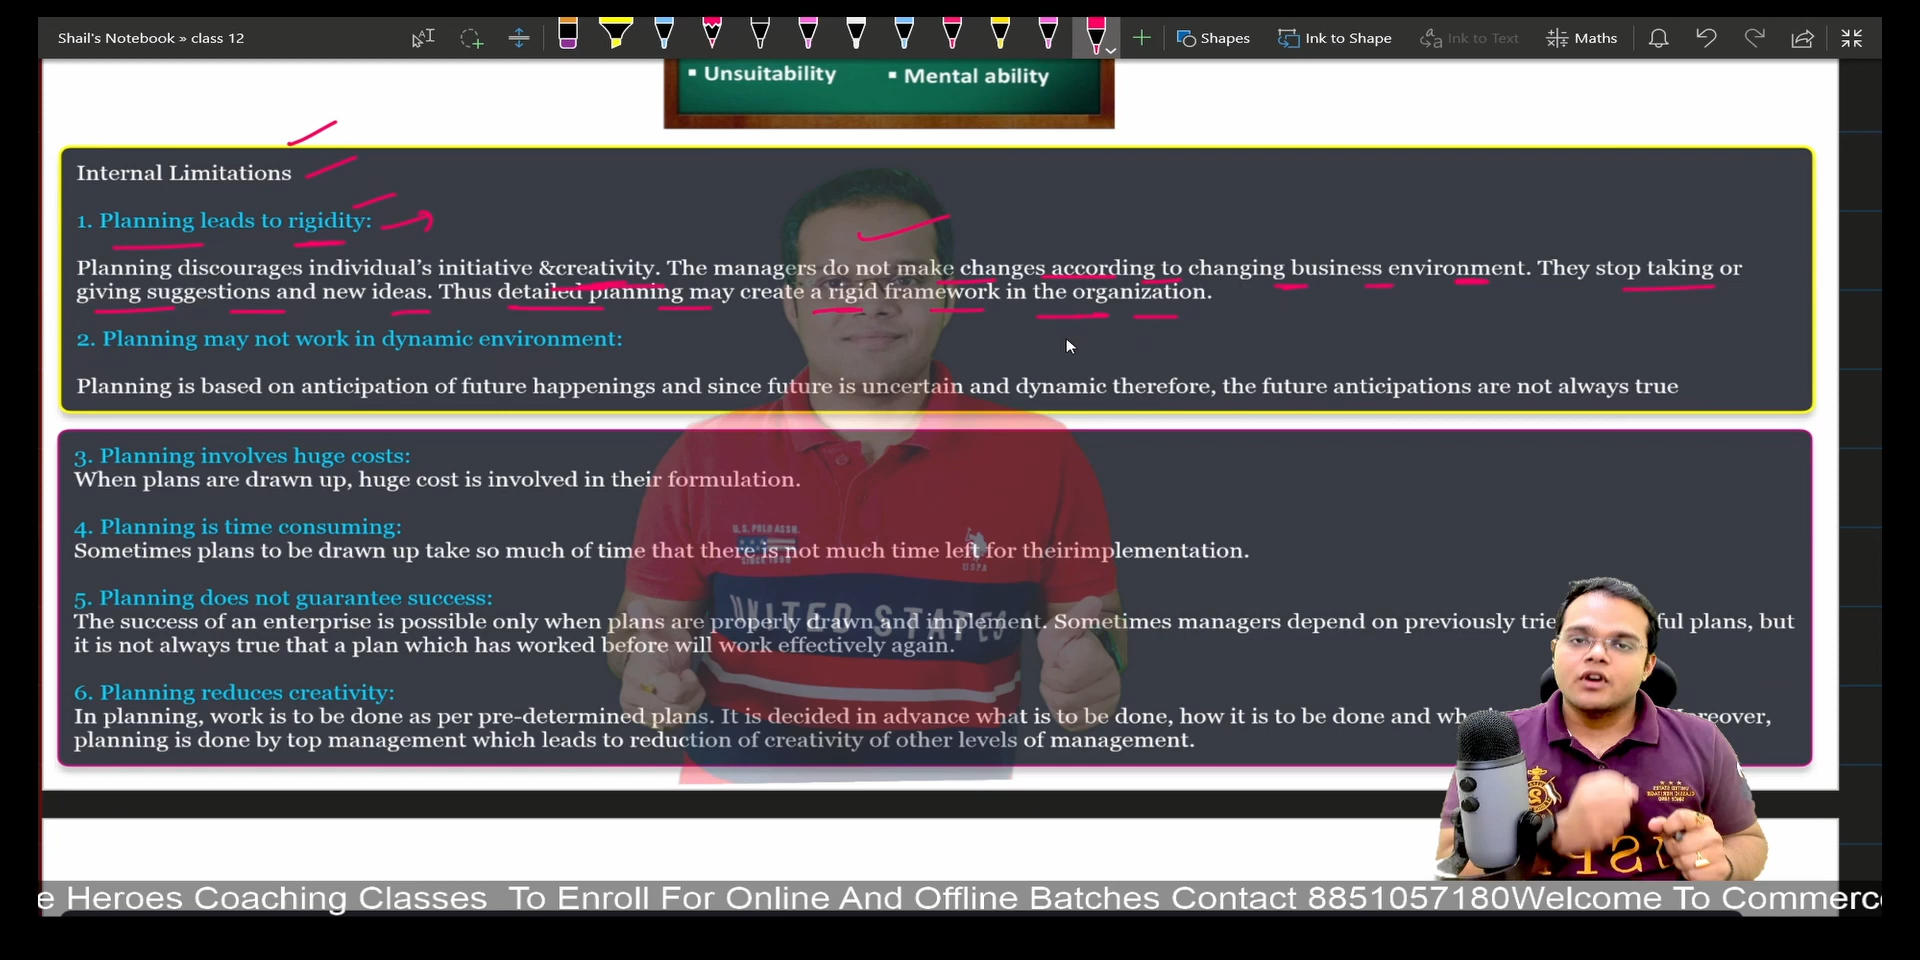 Shail's Notebook » class 12
Shapes
Ink to Shape
Ink to Text
Maths
▪ Unsuitability ▪ Mental ability
Internal Limitations
1. Planning leads to rigidity:
Planning discourages individual's initiative &creativity. The managers do not make changes according to changing business environment. They stop taking or
giving suggestions and new ideas. Thus detailed planning may create a rigid framework in the organization.
2. Planning may not work in dynamic environment:
Planning is based on anticipation of future happenings and since future is uncertain and dynamic therefore, the future anticipations are not always true
3. Planning involves huge costs:
When plans are drawn up, huge cost is involved in their formulation.
4. Planning is time consuming:
Sometimes plans to be drawn up take so much of time that there is not much time left for theirimplementation.
5. Planning does not guarantee success:
The success of an enterprise is possible only when plans are properly drawn and implement. Sometimes managers depend on previously plans, but
it is not always true that a plan which has worked before will work effectively again.
6. Planning reduces creativity:
In planning, work is to be done as per pre-determined plans. It is decided in advance what is to be done, how it is to be done and
planning is done by top management which leads to reduction of creativity of other levels of management.
U.S. POLO ASSN.
SINCE 1890
USPA
UNITED STATES
e Heroes Coaching Classes To Enroll For Online And Offline Batches Contact 8851057180Welcome To Commerc